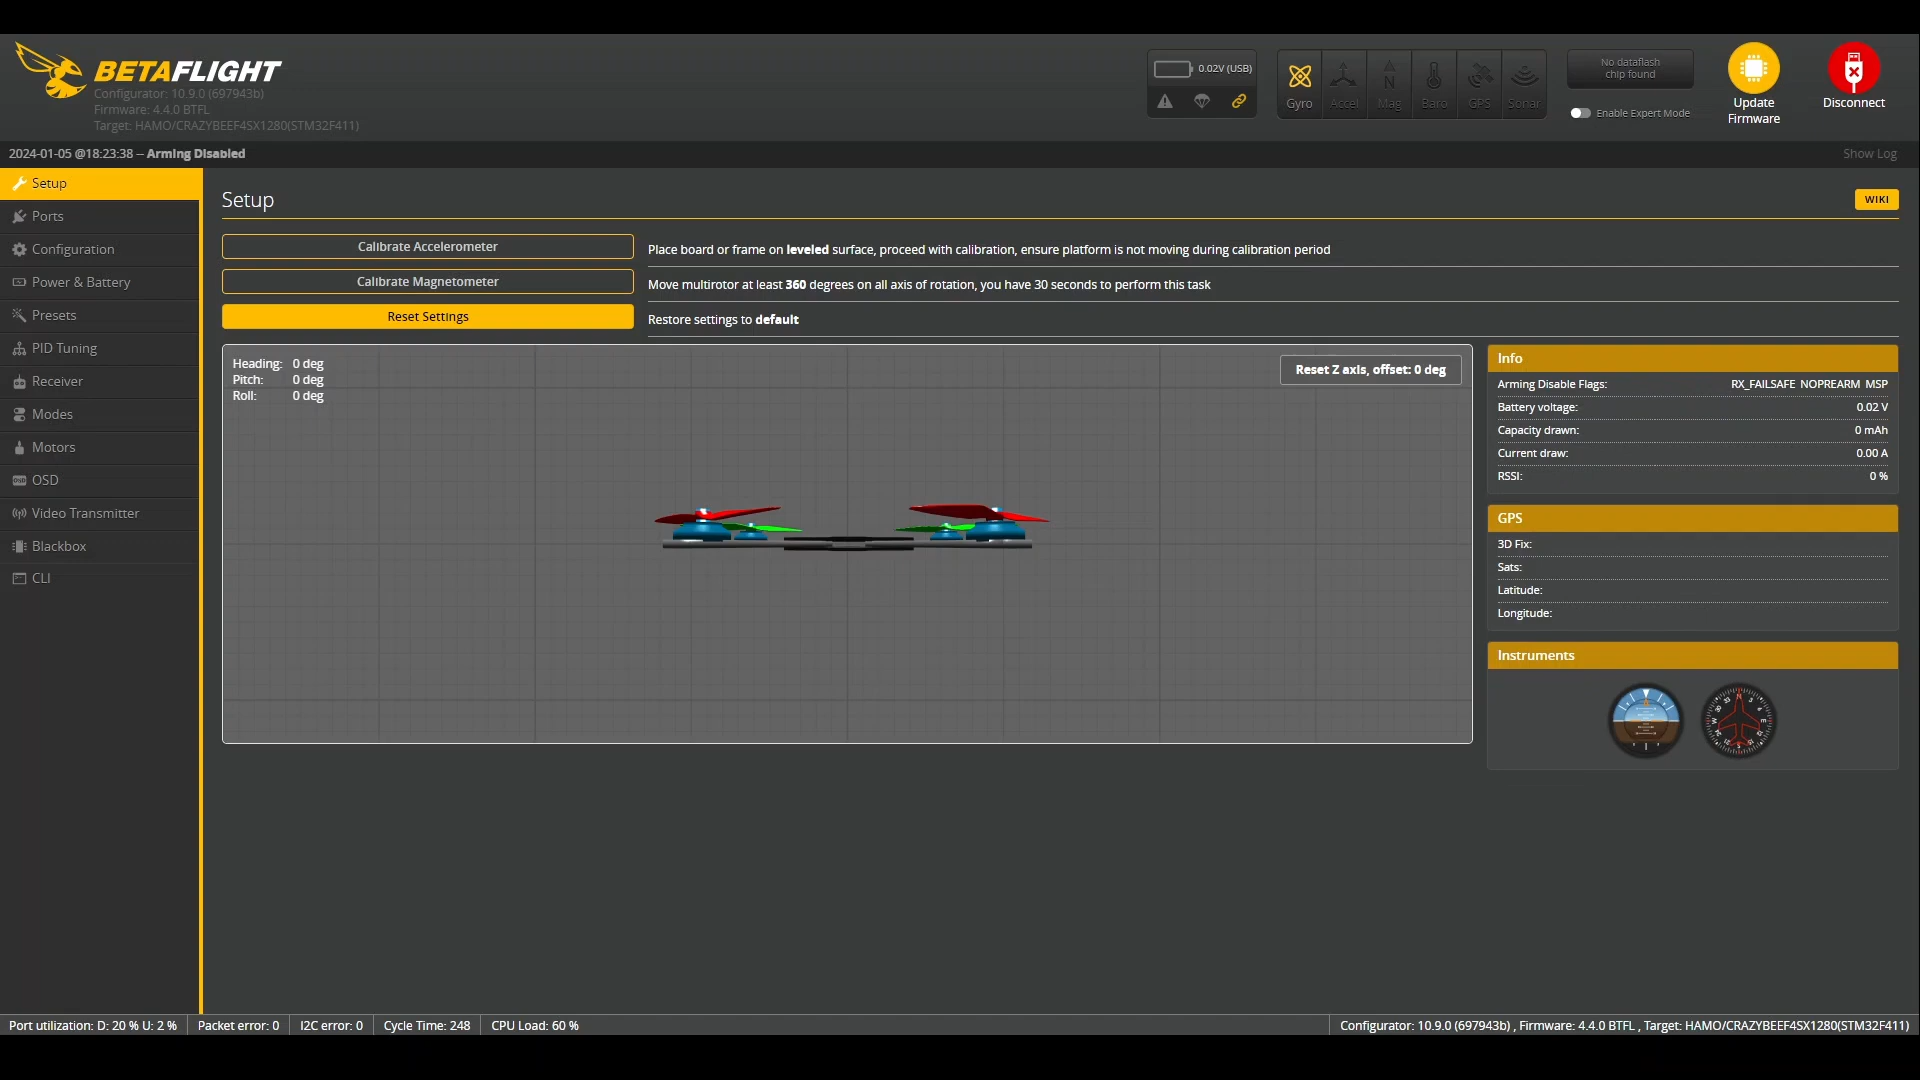 BETAFLIGHT
Configurator: 10.9.0 (697943b)
Firmware: 4.4.0 BTFL
Target: HAMO/CRAZYBEEF4SX1280(STM32F411)
0.02V (USB)
Gyro
Accel
Mag
Baro
GPS
Sonar
No dataflash
chip found
Enable Expert Mode
Update
Firmware
Disconnect
2024-01-05 @18:23:38 -- Arming Disabled
Show Log
Setup
Ports
Configuration
Power & Battery
Presets
PID Tuning
Receiver
Modes
Motors
OSD
Video Transmitter
Blackbox
CLI
Setup
WIKI
Calibrate Accelerometer
Place board or frame on leveled surface, proceed with calibration, ensure platform is not moving during calibration period
Calibrate Magnetometer
Move multirotor at least 360 degrees on all axis of rotation, you have 30 seconds to perform this task
Reset Settings
Restore settings to default
Heading: 0 deg
Pitch: 0 deg
Roll: 0 deg
Reset Z axis, offset: 0 deg
Info
Arming Disable Flags: RX_FAILSAFE NOPREARM MSP
Battery voltage: 0.02 V
Capacity drawn: 0 mAh
Current draw: 0.00 A
RSSI: 0 %
GPS
3D Fix:
Sats:
Latitude:
Longitude:
Instruments
Port utilization: D: 20 % U: 2 %
Packet error: 0
I2C error: 0
Cycle Time: 248
CPU Load: 60 %
Configurator: 10.9.0 (697943b) , Firmware: 4.4.0 BTFL , Target: HAMO/CRAZYBEEF4SX1280(STM32F411)